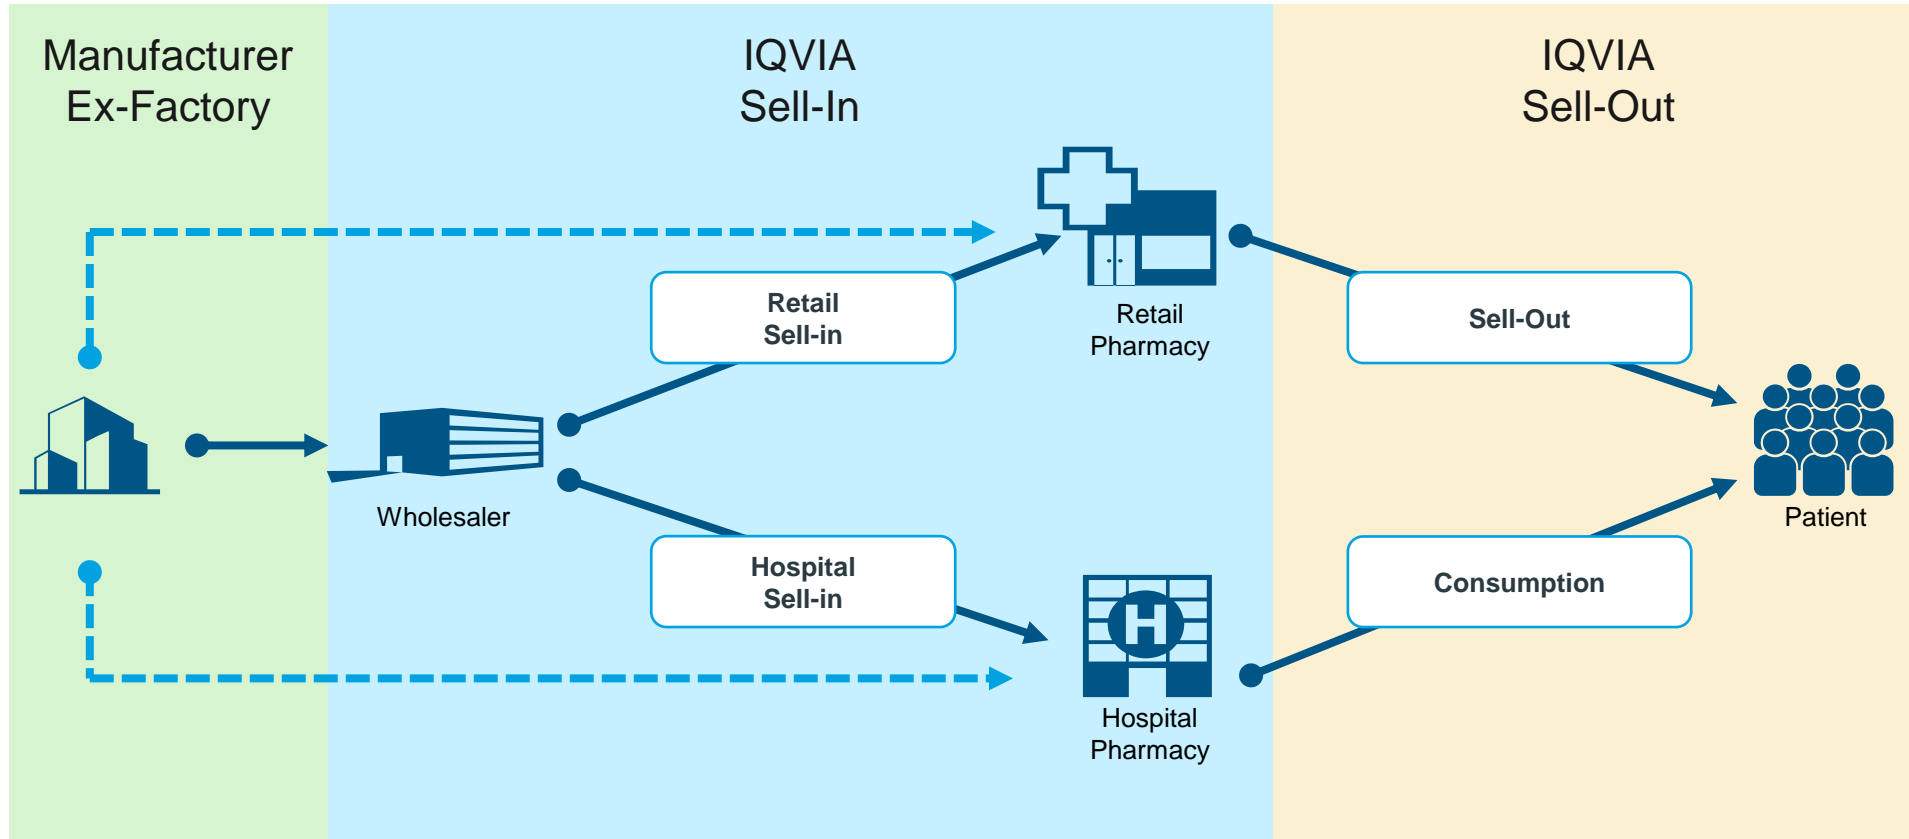 Manufacturer
Ex-Factory
IQVIA
Sell-In
IQVIA
Sell-Out
Retail
Sell-in
Retail
Pharmacy
Sell-Out
Wholesaler
Patient
Hospital
Sell-in
H
Consumption
Hospital
Pharmacy